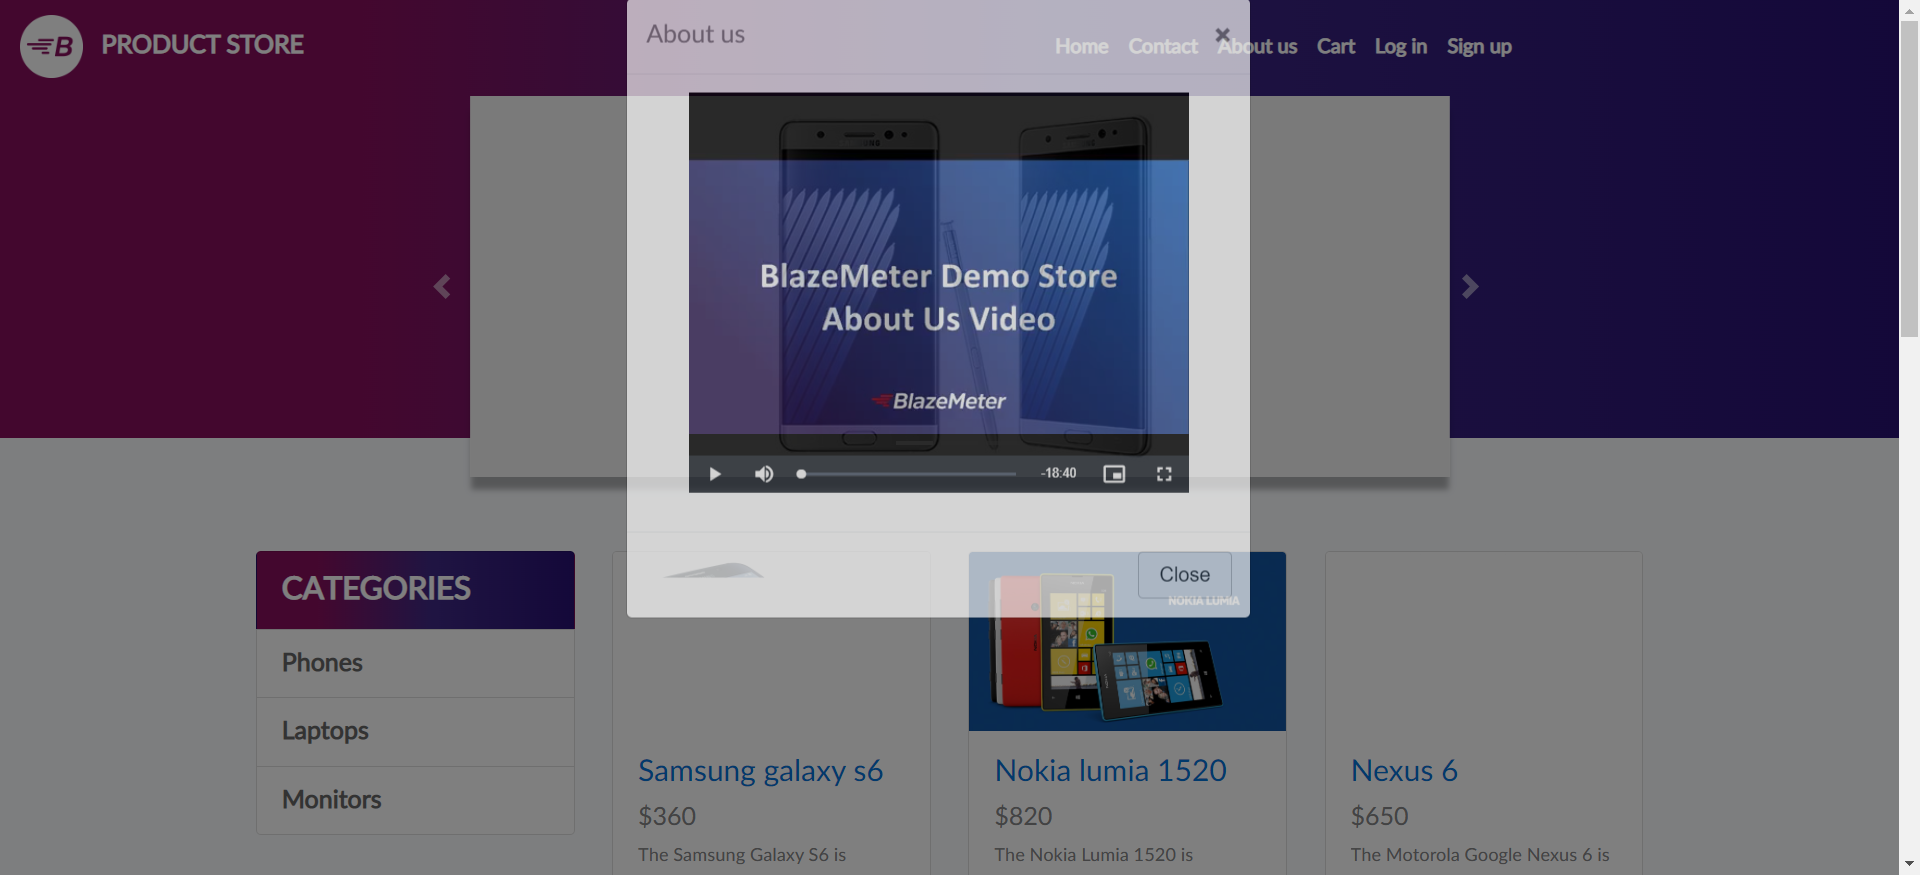 B PRODUCT STORE
About us
×
Home Contact About us Cart Log in Sign up
BlazeMeter Demo Store
About Us Video
BlazeMeter
-18:40
Close
NOKIA LUMIA
CATEGORIES
Phones
Laptops
Monitors
Samsung galaxy s6
$360
The Samsung Galaxy S6 is
Nokia lumia 1520
$820
The Nokia Lumia 1520 is
Nexus 6
$650
The Motorola Google Nexus 6 is